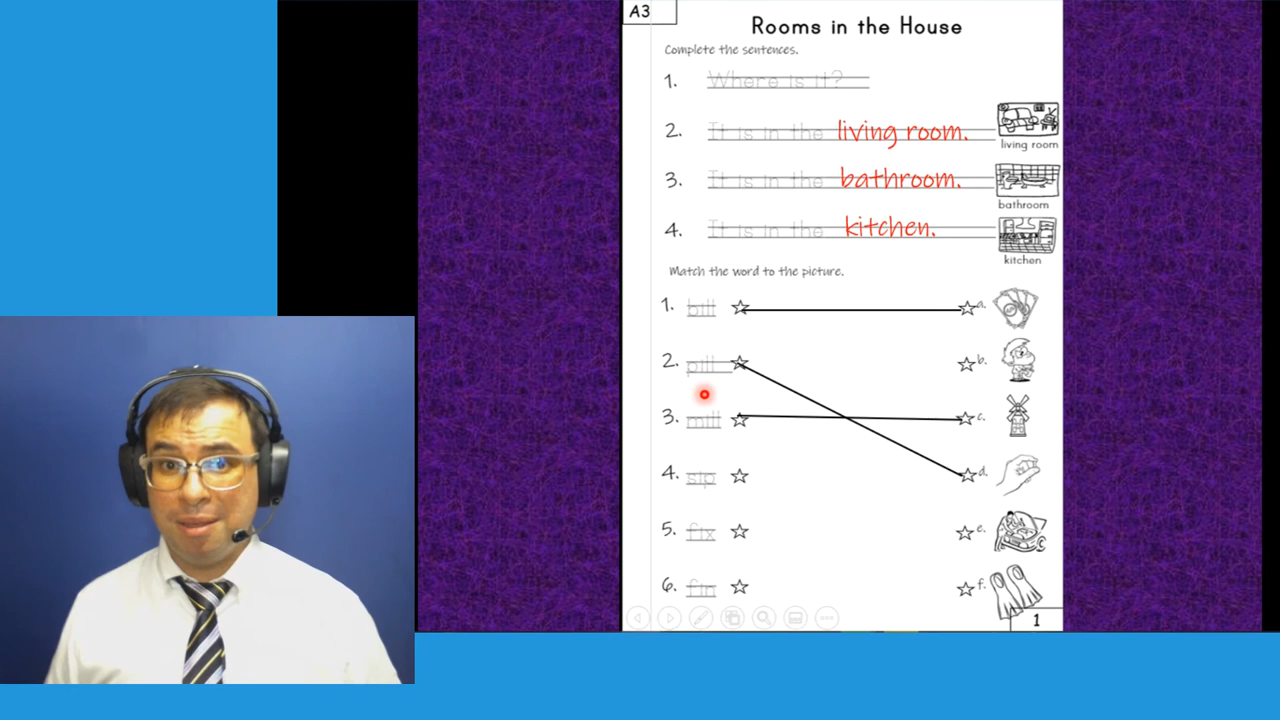 A3
Rooms in the House
Complete the sentences.
1. Where is it?
2. It is in the living room.
living room
3. It is in the bathroom.
bathroom
4. It is in the kitchen.
kitchen
Match the word to the picture.
1. bill a.
2. pill b.
3. mill c.
4. sip d.
5. fix e.
6. fin f.
1